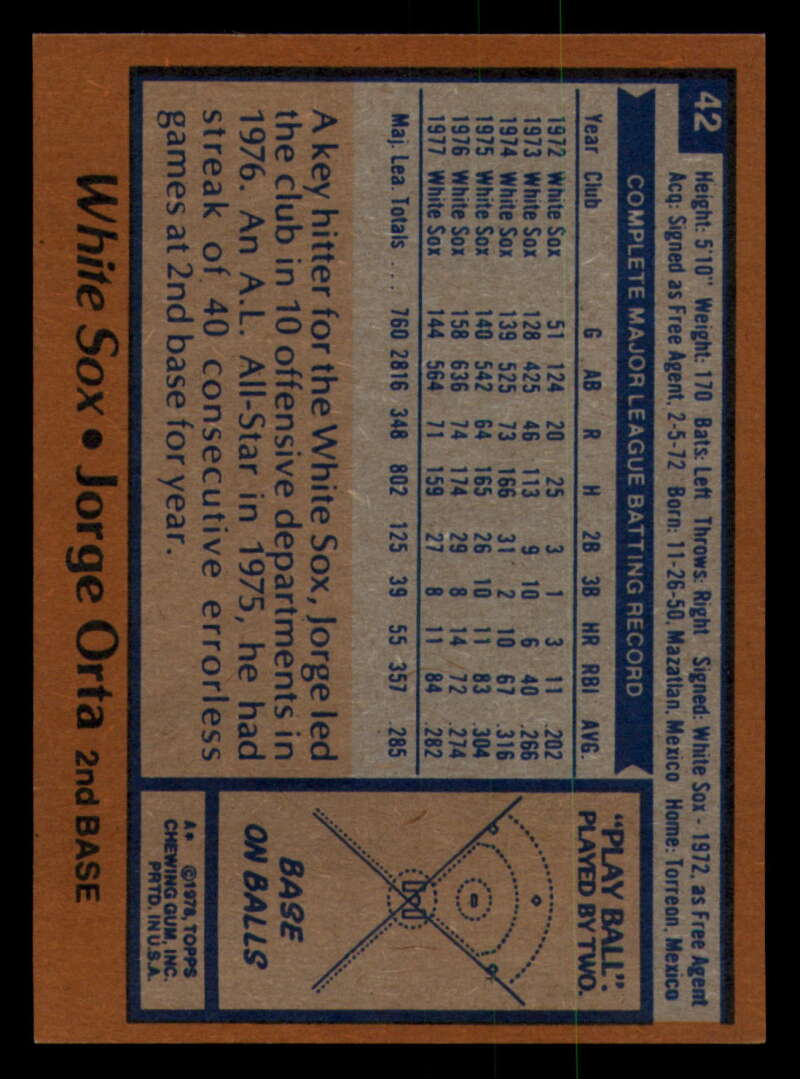 42
Height: 5'10" Weight: 170 Bats: Left Throws: Right Signed: White Sox - 1972, as Free Agent
Acq: Signed as Free Agent, 2-5-72 Born: 11-26-50, Mazatlan, Mexico Home: Torreon, Mexico
COMPLETE MAJOR LEAGUE BATTING RECORD
Year Club G AB R H 2B 3B HR RBI AVG.
1972 White Sox 51 124 20 25 3 1 3 11 .202
1973 White Sox 128 425 46 113 9 10 6 40 .266
1974 White Sox 139 525 73 166 31 2 10 67 .316
1975 White Sox 140 542 64 165 26 10 11 83 .304
1976 White Sox 158 636 74 174 29 8 14 72 .274
1977 White Sox 144 564 71 159 27 8 11 84 .282
Maj. Lea. Totals .... 760 2816 348 802 125 39 55 357 .285
A key hitter for the White Sox, Jorge led
the club in 10 offensive departments in
1976. An A.L. All-Star in 1975, he had
streak of 40 consecutive errorless
games at 2nd base for year.
"PLAY BALL".
PLAYED BY TWO.
BASE
ON BALLS
A* ©1978, TOPPS
CHEWING GUM, INC.
PRTD. IN U.S.A.
White Sox • Jorge Orta 2nd BASE